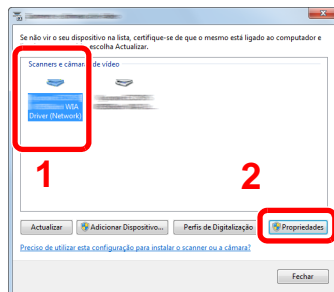 Se não vir o seu dispositivo na lista, certifique-se de que o mesmo está ligado ao computador e
escolha Actualizar.
Scanners e câmaras de vídeo
WIA
Driver (Network)
1
2
Actualizar
Adicionar Dispositivo...
Perfis de Digitalização
Propriedades
Preciso de utilizar esta configuração para instalar o scanner ou a câmara?
Fechar